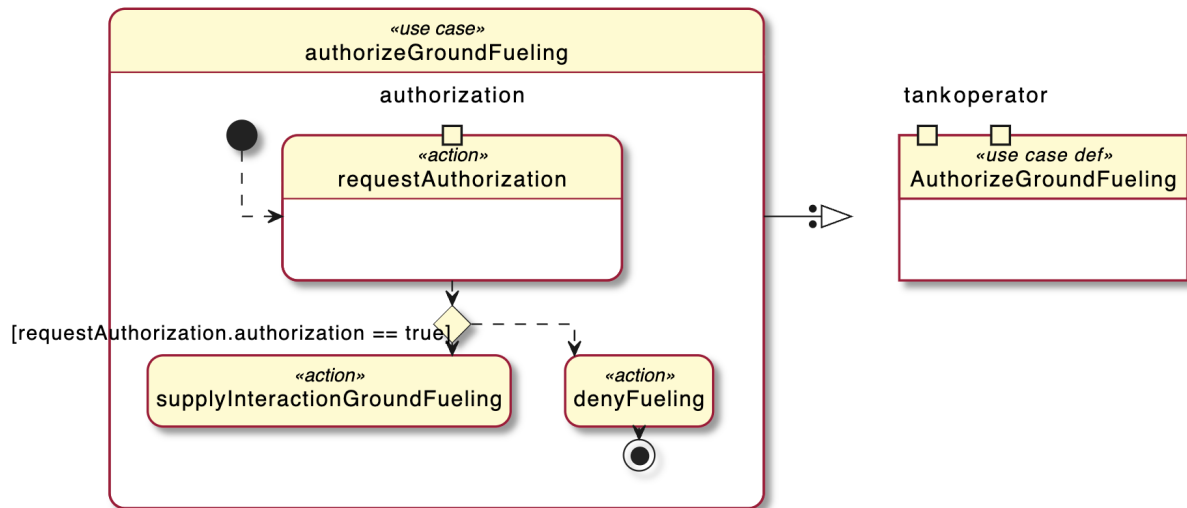 «use case»
authorizeGroundFueling
authorization
tankoperator
«action»
requestAuthorization
«use case def»
AuthorizeGroundFueling
[requestAuthorization.authorization == true]
«action»
supplyInteractionGroundFueling
«action»
denyFueling